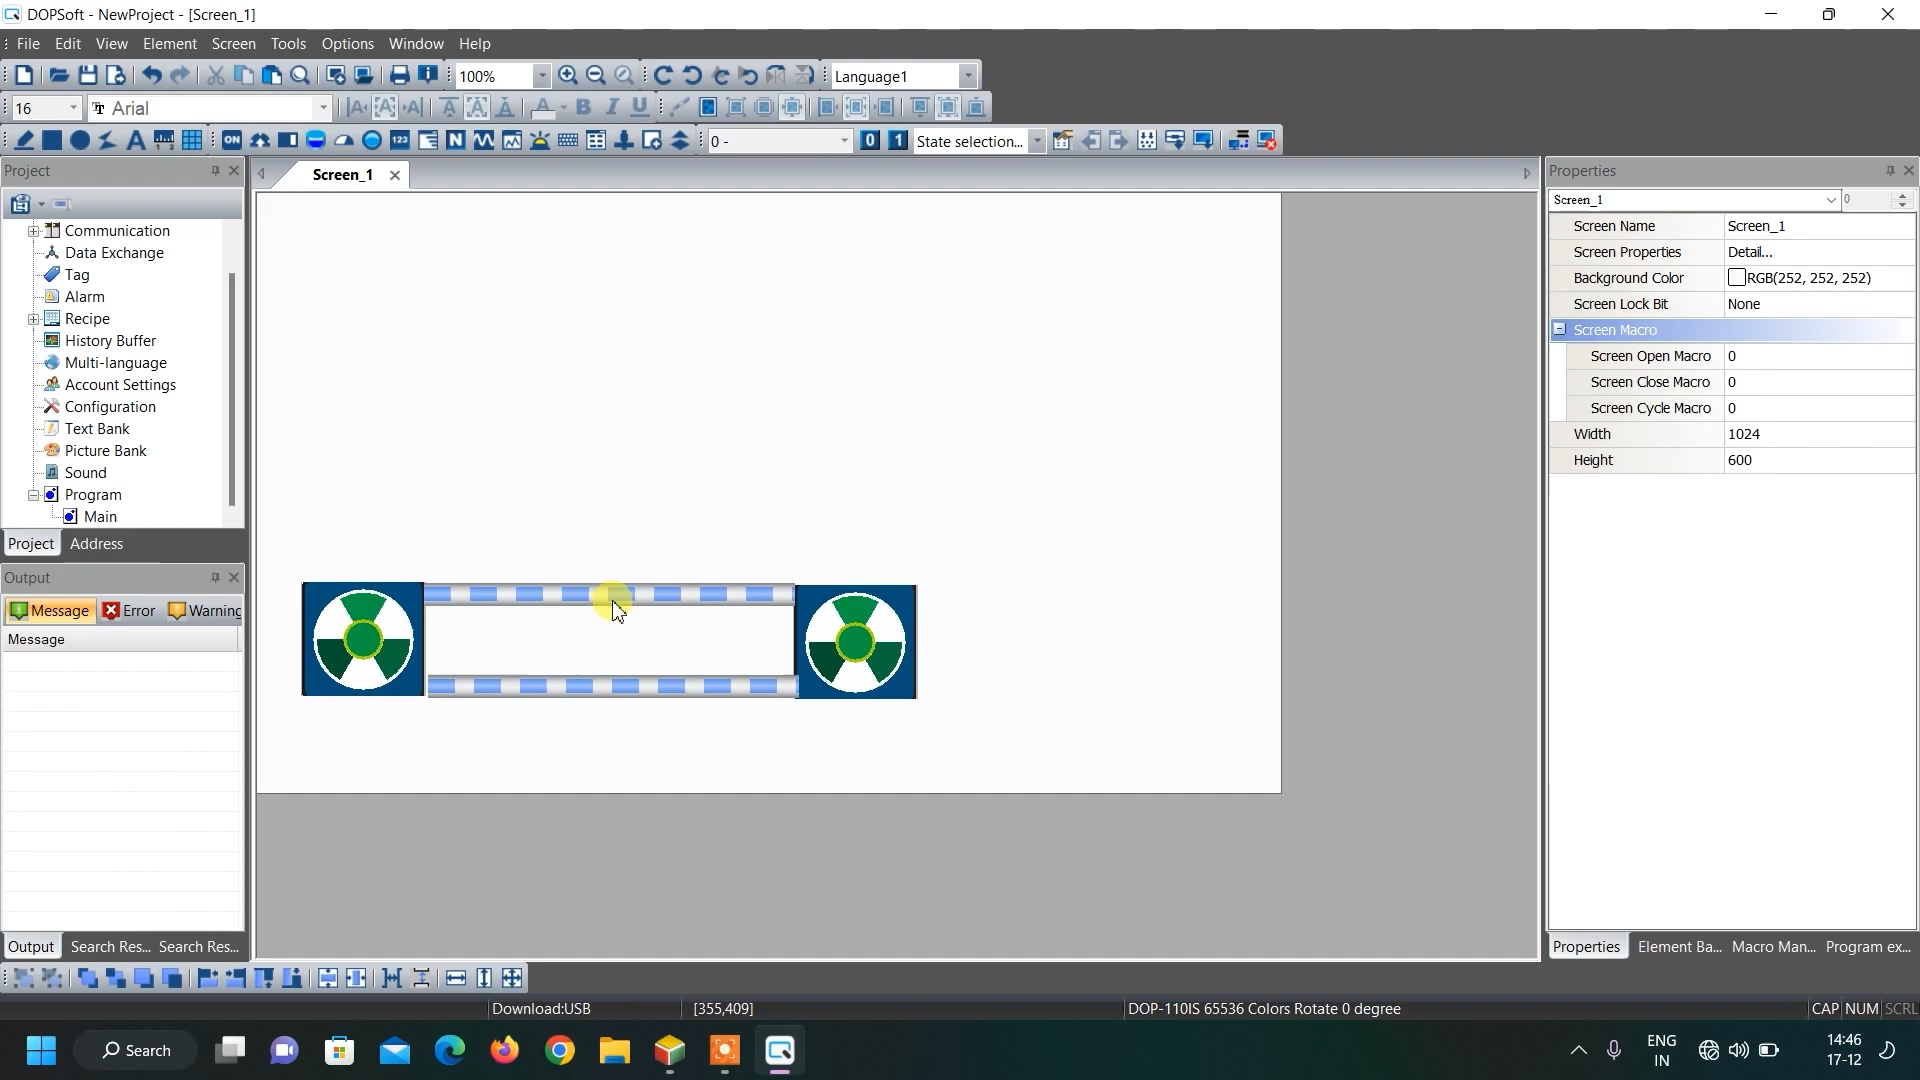 DOPSoft - NewProject - [Screen_1]
File Edit View Element Screen Tools Options Window Help
100% Language1
16 Arial
ON 123 N 0 - 0 1 State selection...
Project Screen_1 Properties
Screen_1 0
Communication
Data Exchange
Tag
Alarm
Recipe
History Buffer
Multi-language
Account Settings
Configuration
Text Bank
Picture Bank
Sound
Program
Main
Project Address
Output
Message Error Warning
Message
Output Search Res... Search Res...
Screen Name Screen_1
Screen Properties Detail...
Background Color RGB(252, 252, 252)
Screen Lock Bit None
Screen Macro
Screen Open Macro 0
Screen Close Macro 0
Screen Cycle Macro 0
Width 1024
Height 600
Properties Element Ba... Macro Man... Program ex...
Download:USB [355,409] DOP-110IS 65536 Colors Rotate 0 degree CAP NUM SCRL
Search ENG IN 14:46 17-12